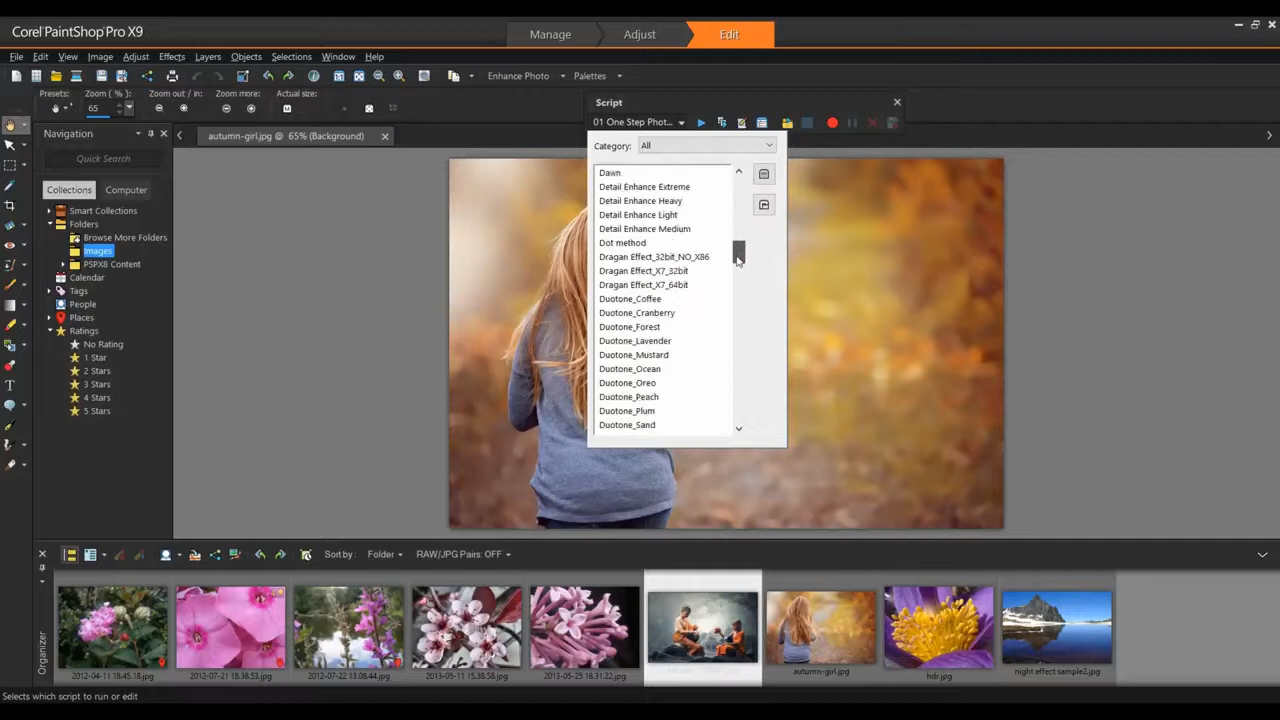 Corel PaintShop Pro X9
Manage
Adjust
Edit
File Edit View Image Adjust Effects Layers Objects Selections Window Help
Enhance Photo
Palettes
Presets:
Zoom ( % ):
Zoom out / in:
Zoom more:
Actual size:
65
Script
01 One Step Phot...
Navigation
autumn-girl.jpg @ 65% (Background)
Category:
All
Quick Search
Collections
Computer
Smart Collections
Folders
Browse More Folders
Images
PSPX8 Content
Calendar
Tags
People
Places
Ratings
No Rating
1 Star
2 Stars
3 Stars
4 Stars
5 Stars
Dawn
Detail Enhance Extreme
Detail Enhance Heavy
Detail Enhance Light
Detail Enhance Medium
Dot method
Dragan Effect_32bit_NO_X86
Dragan Effect_X7_32bit
Dragan Effect_X7_64bit
Duotone_Coffee
Duotone_Cranberry
Duotone_Forest
Duotone_Lavender
Duotone_Mustard
Duotone_Ocean
Duotone_Oreo
Duotone_Peach
Duotone_Plum
Duotone_Sand
Sort by:
Folder
RAW/JPG Pairs: OFF
Organizer
2012-04-11 18.45.18.jpg
2012-07-21 18.38.53.jpg
2012-07-22 13.08.44.jpg
2013-05-11 15.38.58.jpg
2013-05-25 18.31.22.jpg
autumn-girl.jpg
hdr.jpg
night effect sample2.jpg
Selects which script to run or edit